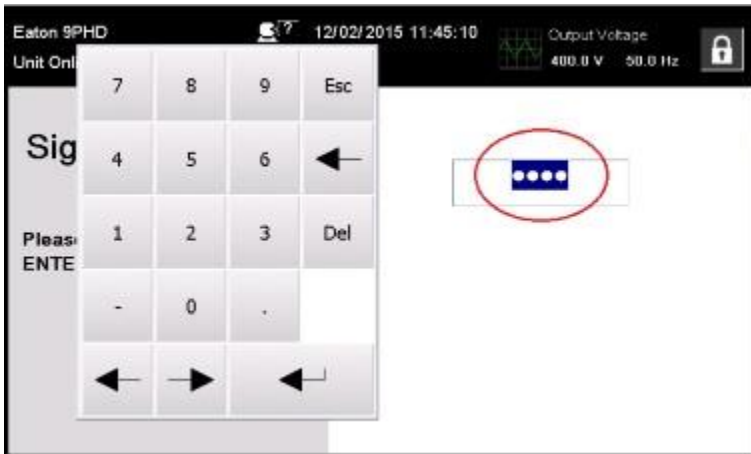 Eaton 9PHD 12/02/2015 11:45:10 Output Voltage
Unit Onl 400.0 V 50.0 Hz
7 8 9 Esc
Sig
4 5 6
Pleas
1 2 3 Del
ENTE
- 0 .